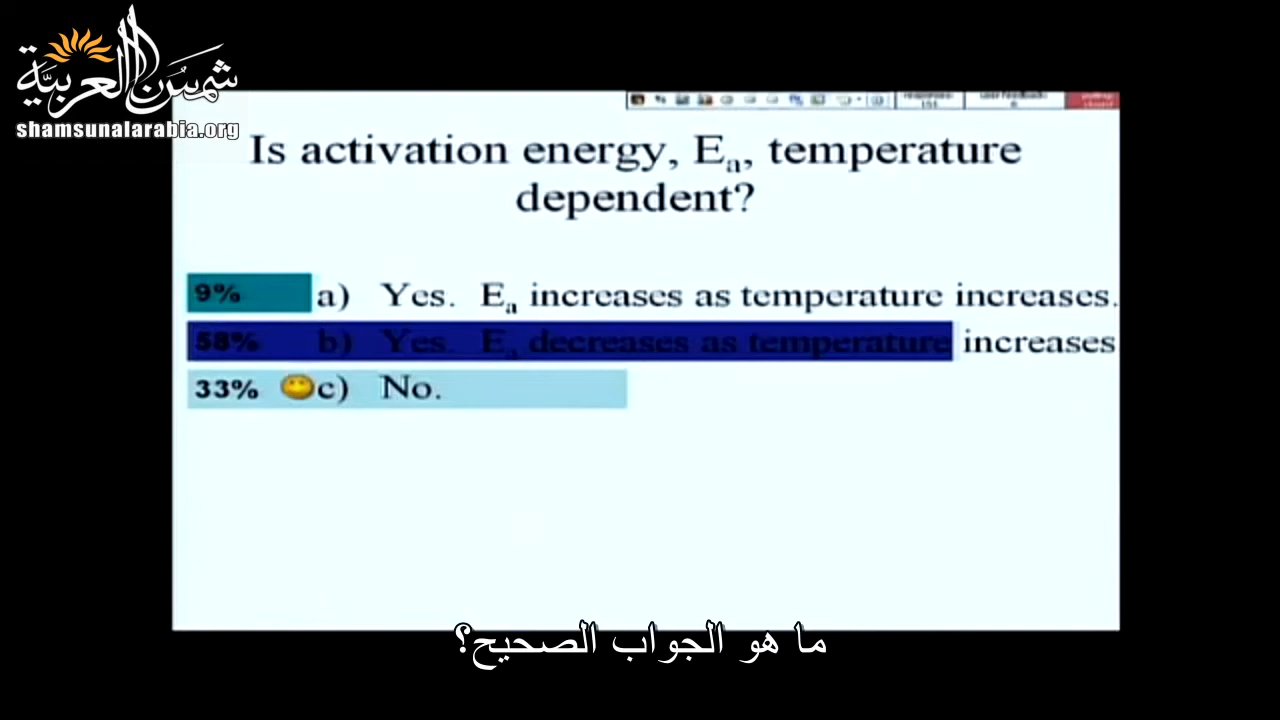 شمس العربية
shamsunalarabia.org
151
Is activation energy, Ea, temperature
dependent?
9% a) Yes. Ea increases as temperature increases.
58% b) Yes. Ea decreases as temperature increases
33% c) No.
ما هو الجواب الصحيح؟